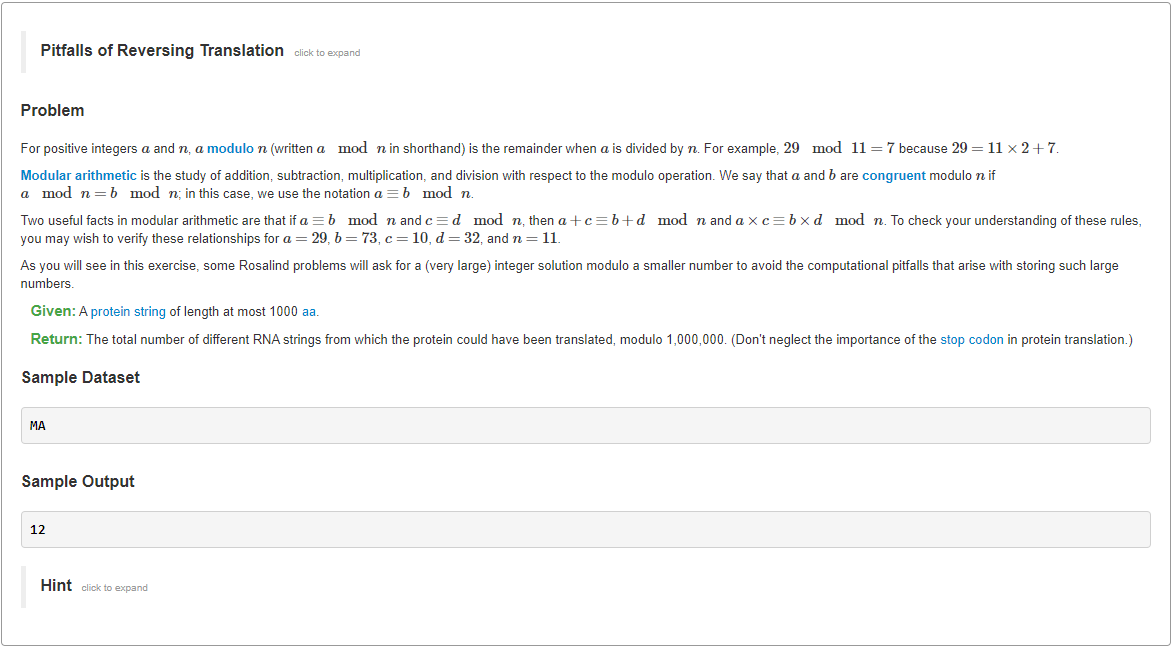 Pitfalls of Reversing Translation click to expand
Problem
For positive integers a and n, a modulo n (written a mod n in shorthand) is the remainder when a is divided by n. For example, 29 mod 11 = 7 because 29 = 11 × 2 + 7.
Modular arithmetic is the study of addition, subtraction, multiplication, and division with respect to the modulo operation. We say that a and b are congruent modulo n if
a mod n = b mod n; in this case, we use the notation a ≡ b mod n.
Two useful facts in modular arithmetic are that if a ≡ b mod n and c ≡ d mod n, then a + c ≡ b + d mod n and a × c ≡ b × d mod n. To check your understanding of these rules,
you may wish to verify these relationships for a = 29, b = 73, c = 10, d = 32, and n = 11.
As you will see in this exercise, some Rosalind problems will ask for a (very large) integer solution modulo a smaller number to avoid the computational pitfalls that arise with storing such large
numbers.
Given: A protein string of length at most 1000 aa.
Return: The total number of different RNA strings from which the protein could have been translated, modulo 1,000,000. (Don't neglect the importance of the stop codon in protein translation.)
Sample Dataset
MA
Sample Output
12
Hint click to expand